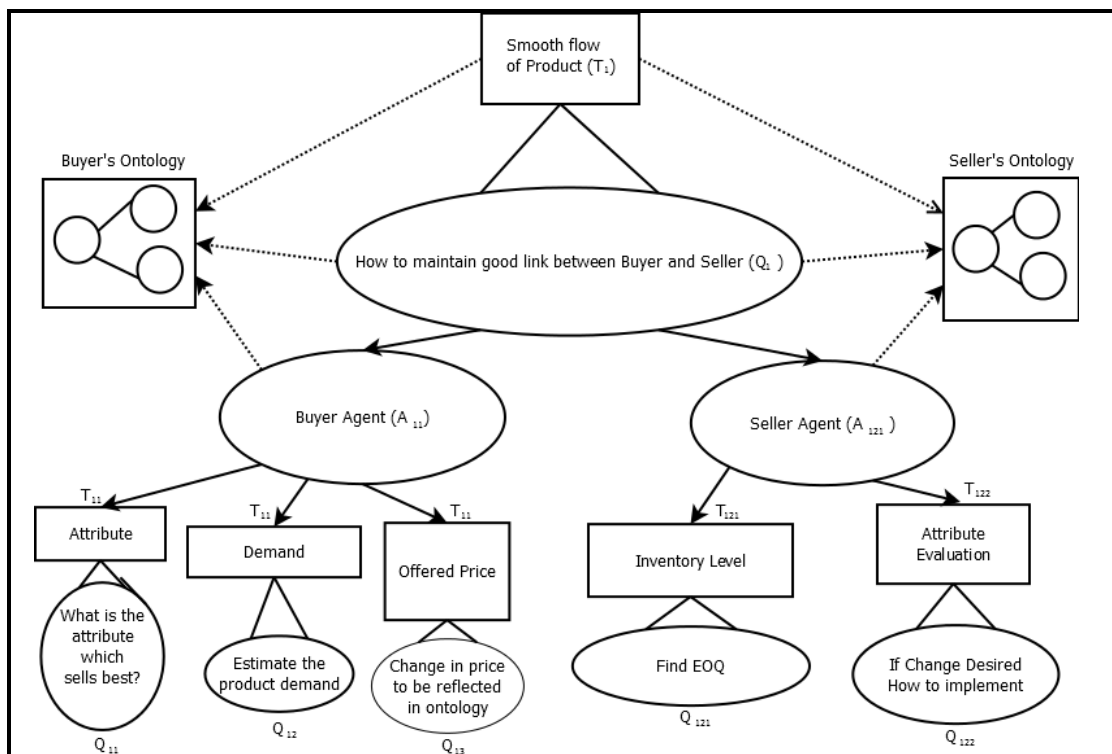 Smooth flow
of Product (T₁)
Buyer's Ontology
Seller's Ontology
How to maintain good link between Buyer and Seller (Q₁ )
Buyer Agent (A ₁₁)
Seller Agent (A ₁₂₁ )
T₁₁
T₁₁
T₁₁
T₁₂₁
T₁₂₂
Attribute
Demand
Offered Price
Inventory Level
Attribute
Evaluation
What is the
attribute
which
sells best?
Estimate the
product demand
Change in price
to be reflected
in ontology
Find EOQ
If Change Desired
How to implement
Q ₁₁
Q ₁₂
Q ₁₃
Q ₁₂₁
Q ₁₂₂